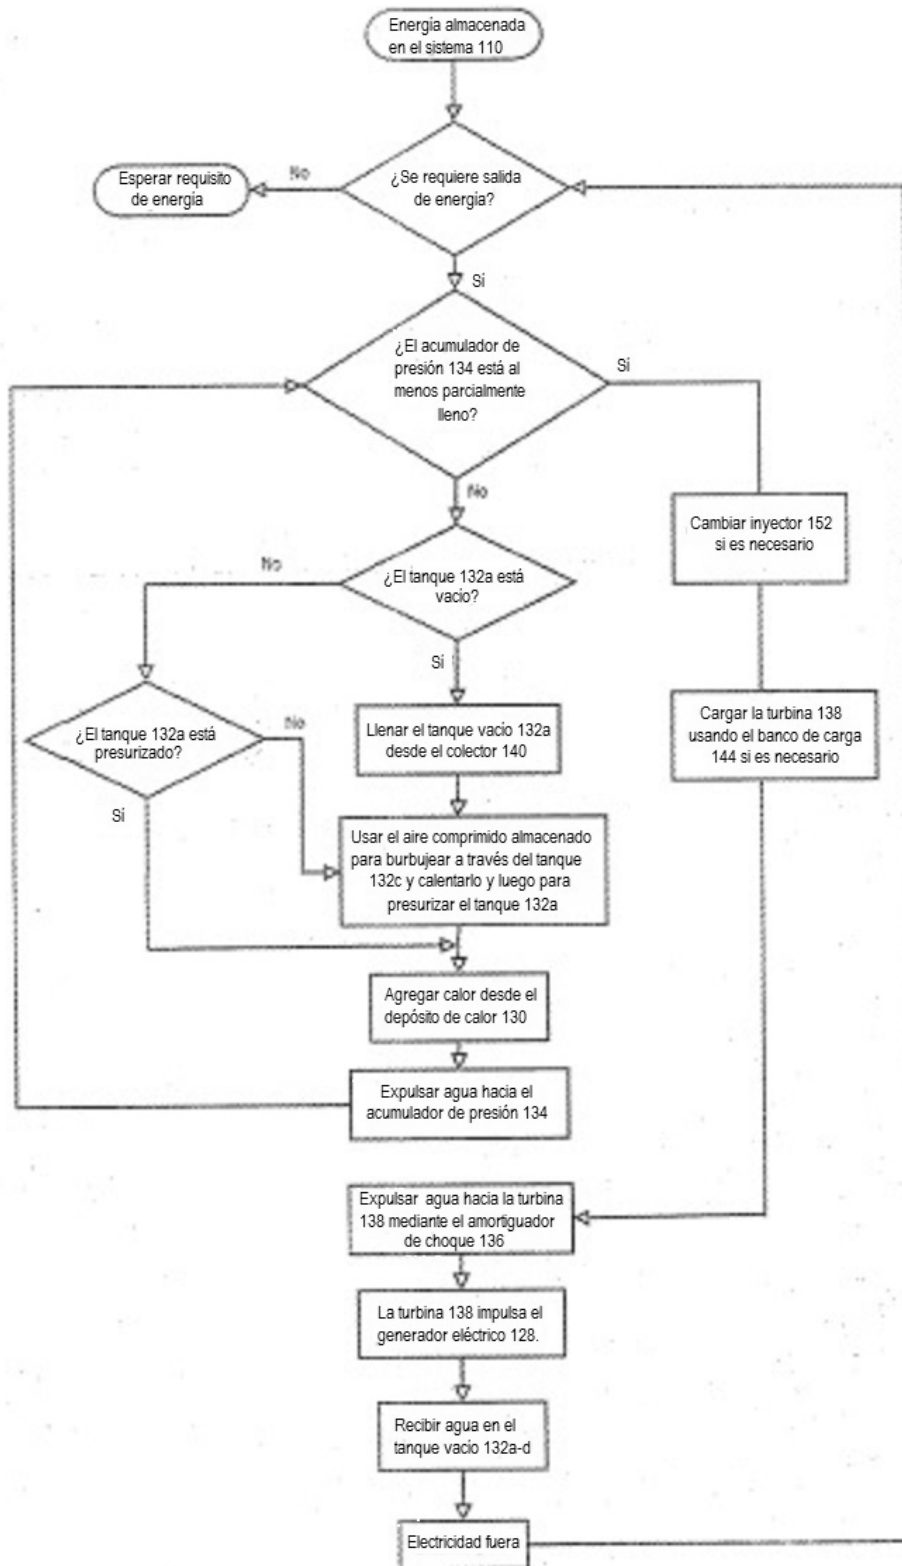 Energía almacenada
en el sistema 110
No
Esperar requisito
de energía
¿Se requiere salida
de energía?
Sí
¿El acumulador de
presión 134 está al
menos parcialmente
lleno?
Sí
No
Cambiar inyector 152
si es necesario
No
¿El tanque 132a está
vacío?
Sí
¿El tanque 132a está
presurizado?
No
Sí
Llenar el tanque vacío 132a
desde el colector 140
Cargar la turbina 138
usando el banco de carga
144 si es necesario
Usar el aire comprimido almacenado
para burbujear a través del tanque
132c y calentarlo y luego para
presurizar el tanque 132a
Agregar calor desde el
depósito de calor 130
Expulsar agua hacia el
acumulador de presión 134
Expulsar agua hacia la turbina
138 mediante el amortiguador
de choque 136
La turbina 138 impulsa el
generador eléctrico 128.
Recibir agua en el
tanque vacío 132a-d
Electricidad fuera